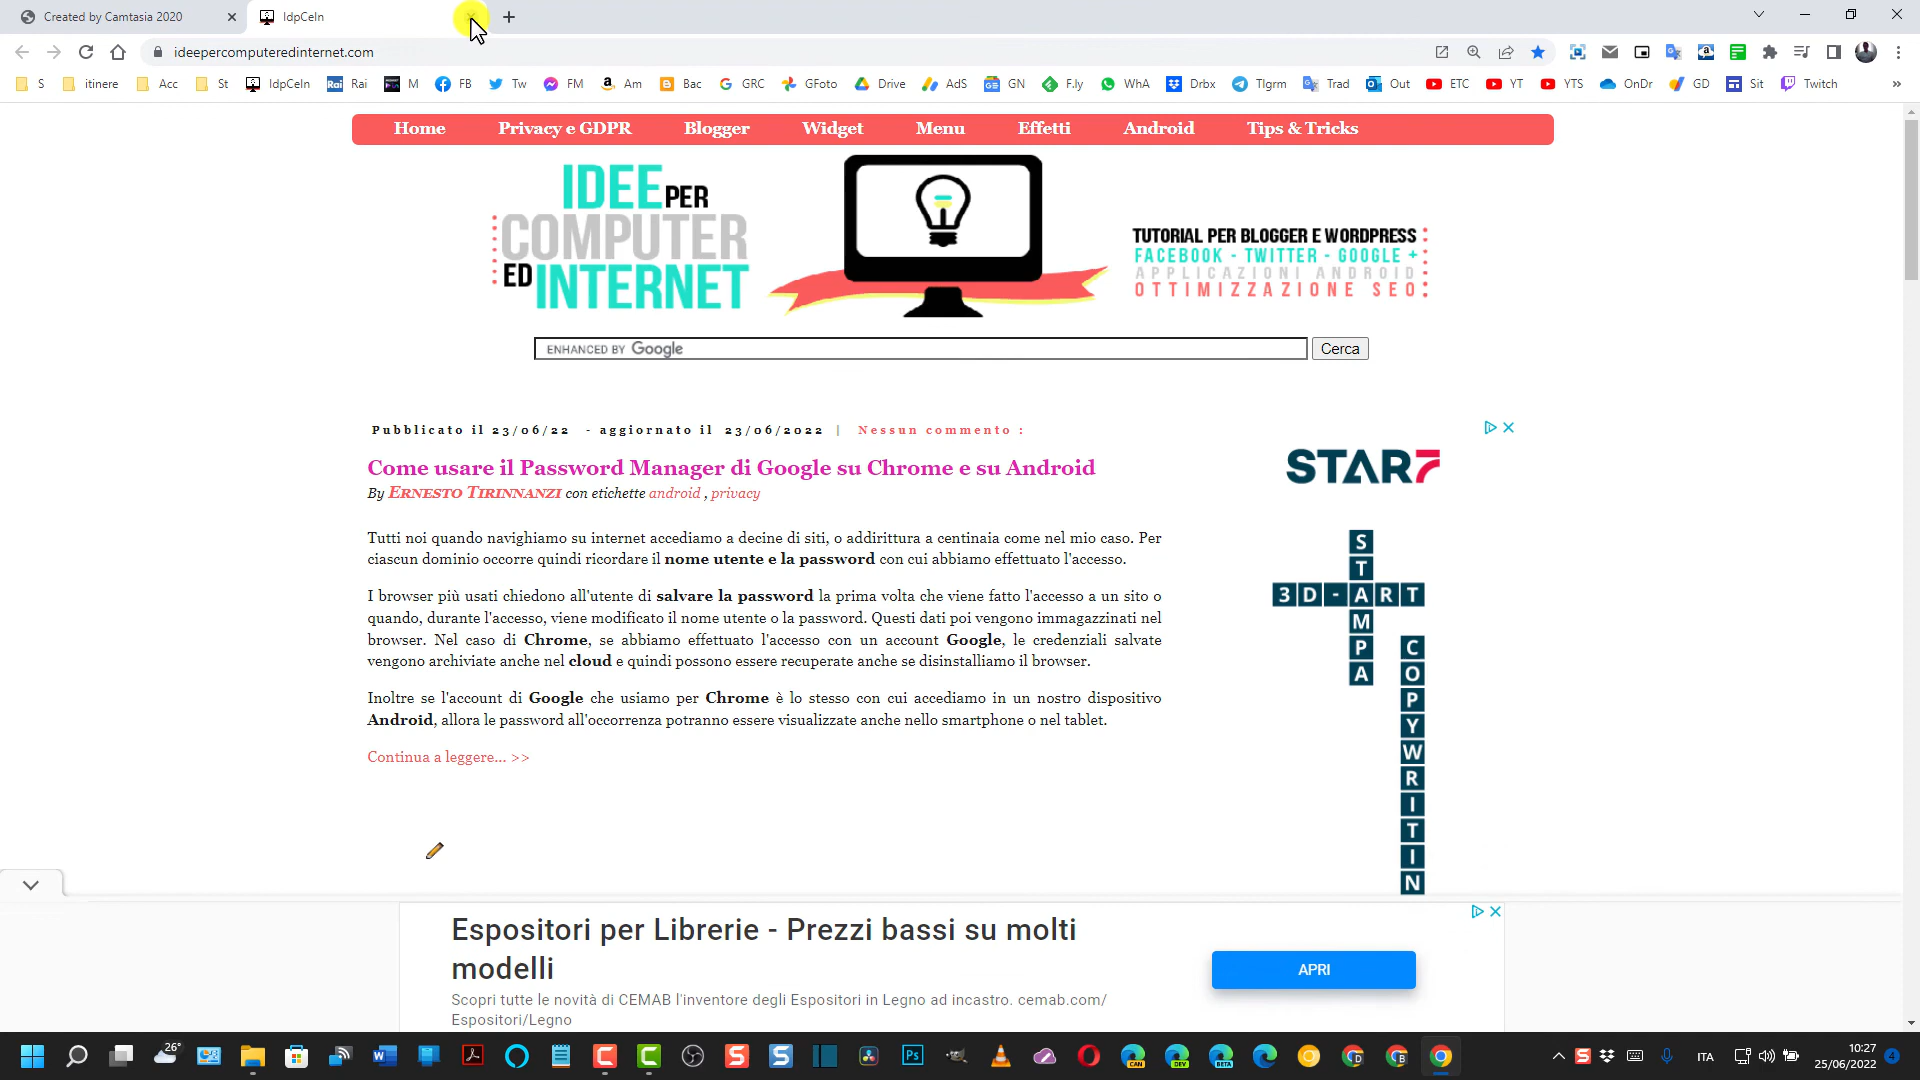 Created by Camtasia 2020
IdpCeIn
ideepercomputeredinternet.com
S itinere Acc St IdpCeIn Rai M FB Tw FM Am Bac GRC GFoto Drive AdS GN F.ly WhA Drbx Tlgrm Trad Out ETC YT YTS OnDr GD Sit Twitch »
Home Privacy e GDPR Blogger Widget Menu Effetti Android Tips & Tricks
IDEE PER
COMPUTER
ED INTERNET
TUTORIAL PER BLOGGER E WORDPRESS
FACEBOOK - TWITTER - GOOGLE +
APPLICAZIONI ANDROID
OTTIMIZZAZIONE SEO
ENHANCED BY Google Cerca
Pubblicato il 23/06/22 - aggiornato il 23/06/2022 | Nessun commento :
Come usare il Password Manager di Google su Chrome e su Android
By Ernesto Tirinnanzi con etichette android , privacy
Tutti noi quando navighiamo su internet accediamo a decine di siti, o addirittura a centinaia come nel mio caso. Per
ciascun dominio occorre quindi ricordare il nome utente e la password con cui abbiamo effettuato l'accesso.
I browser più usati chiedono all'utente di salvare la password la prima volta che viene fatto l'accesso a un sito o
quando, durante l'accesso, viene modificato il nome utente o la password. Questi dati poi vengono immagazzinati nel
browser. Nel caso di Chrome, se abbiamo effettuato l'accesso con un account Google, le credenziali salvate
vengono archiviate anche nel cloud e quindi possono essere recuperate anche se disinstalliamo il browser.
Inoltre se l'account di Google che usiamo per Chrome è lo stesso con cui accediamo in un nostro dispositivo
Android, allora le password all'occorrenza potranno essere visualizzate anche nello smartphone o nel tablet.
Continua a leggere... >>
STAR7
STAMPA
3D-ART
COPYWRITIN
Espositori per Librerie - Prezzi bassi su molti
modelli
Scopri tutte le novità di CEMAB l'inventore degli Espositori in Legno ad incastro. cemab.com/
Espositori/Legno
APRI
26°
CAN
DEV
BETA
ITA
10:27
25/06/2022
4